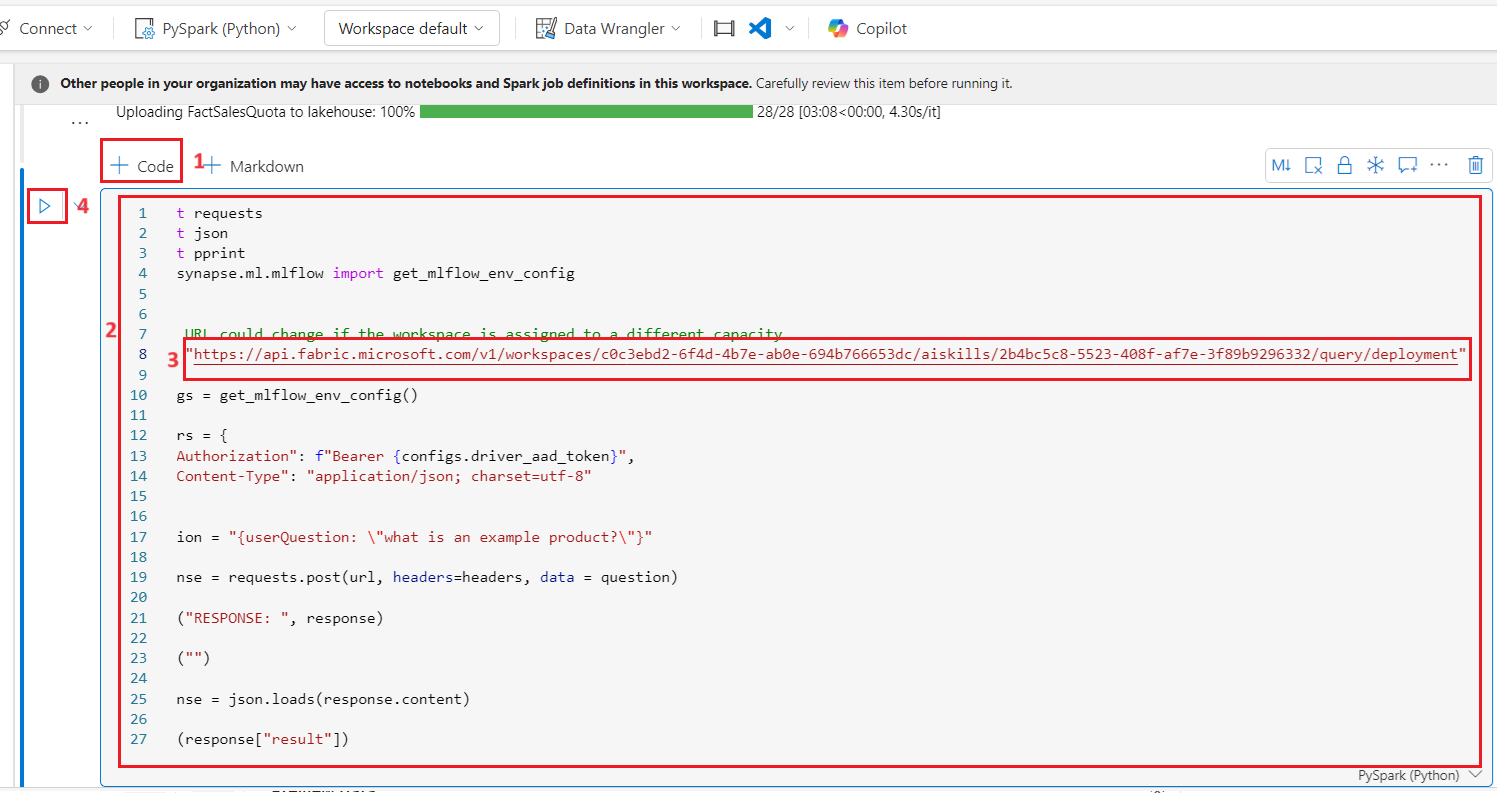 Connect PySpark (Python) Workspace default Data Wrangler Copilot
Other people in your organization may have access to notebooks and Spark job definitions in this workspace. Carefully review this item before running it.
Uploading FactSalesQuota to lakehouse: 100% 28/28 [03:08<00:00, 4.30s/it]
...
+ Code 1 + Markdown
M↓ ...
4
1 t requests
2 t json
3 t pprint
4 synapse.ml.mlflow import get_mlflow_env_config
5
6
2
7 URL could change if the workspace is assigned to a different capacity
3
8 "https://api.fabric.microsoft.com/v1/workspaces/c0c3ebd2-6f4d-4b7e-ab0e-694b766653dc/aiskills/2b4bc5c8-5523-408f-af7e-3f89b9296332/query/deployment"
9
10 gs = get_mlflow_env_config()
11
12 rs = {
13 Authorization": f"Bearer {configs.driver_aad_token}",
14 Content-Type": "application/json; charset=utf-8"
15
16
17 ion = "{userQuestion: \"what is an example product?\"}"
18
19 nse = requests.post(url, headers=headers, data = question)
20
21 ("RESPONSE: ", response)
22
23 ("")
24
25 nse = json.loads(response.content)
26
27 (response["result"])
PySpark (Python)